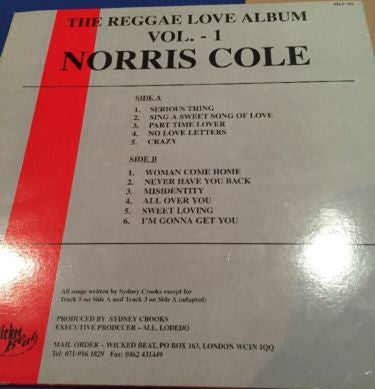 THE REGGAE LOVE ALBUM
VOL. - 1
NORRIS COLE
SIDE A
1. SERIOUS THING
2. SING A SWEET SONG OF LOVE
3. PART TIME LOVER
4. NO LOVE LETTERS
5. CRAZY
SIDE B
1. WOMAN COME HOME
2. NEVER HAVE YOU BACK
3. MISIDENTITY
4. ALL OVER YOU
5. SWEET LOVING
6. I'M GONNA GET YOU
All songs written by Sydney Crooks except for
Track 5 on Side A and Track 3 on Side A (adapted)
PRODUCED BY SYDNEY CROOKS
EXECUTIVE PRODUCER – M.L. LODEDO
MAIL ORDER – WICKED BEAT, PO BOX 163, LONDON WC1N 1QQ
Tel: 071-916 1829 Fax: 0462 431449